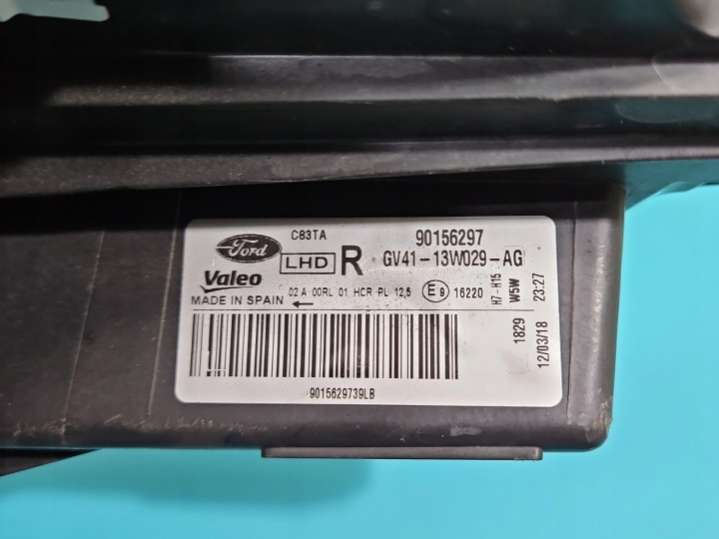 C83TA
90156297
Ford
LHD R GV41-13W029-AG
Valeo
MADE IN SPAIN ←
02 A 00RL 01 HCR PL 12,5 E9 16220
H7-H15
W5W
23:27
1829
12/03/18
9015629739LB